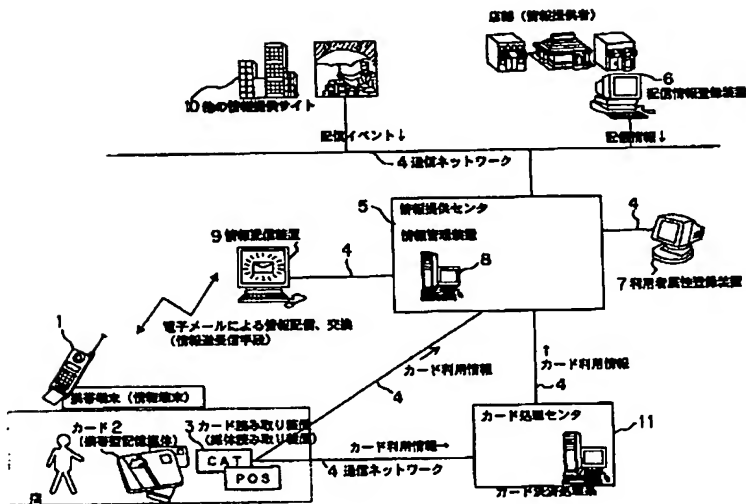 店舗（情報提供者）
6
配信情報登録装置
10 他の情報提供サイト
配信イベント↓
配信情報↓
4 通信ネットワーク
5
情報提供センタ
情報管理装置
8
4
7 利用者属性登録装置
9 情報受信装置
4
電子メールによる情報配信、交換
（情報送受信手段）
1
携帯端末（情報端末）
カード利用情報
4
↑
カード利用情報
4
カード2
（携帯型記憶媒体）
3 カード読み取り装置
（媒体読み取り装置）
CAT
POS
カード利用情報→
4 通信ネットワーク
カード処理センタ
11
カード決済処理装
店